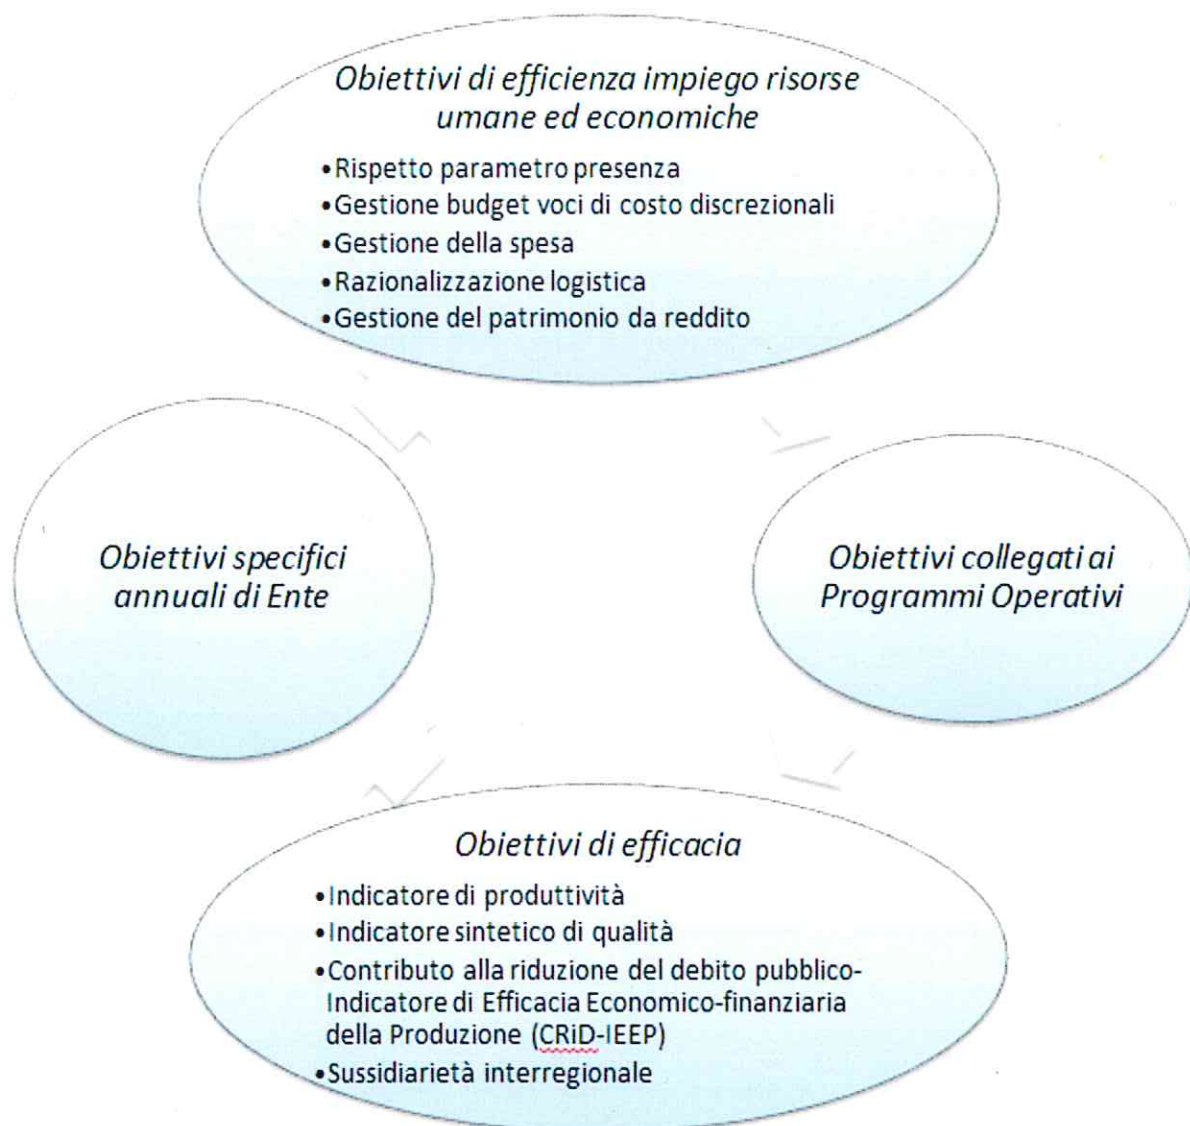 Obiettivi di efficienza impiego risorse
umane ed economiche
•Rispetto parametro presenza
•Gestione budget voci di costo discrezionali
•Gestione della spesa
•Razionalizzazione logistica
•Gestione del patrimonio da reddito
Obiettivi specifici
annuali di Ente
Obiettivi collegati ai
Programmi Operativi
Obiettivi di efficacia
•Indicatore di produttività
•Indicatore sintetico di qualità
•Contributo alla riduzione del debito pubblico-
Indicatore di Efficacia Economico-finanziaria
della Produzione (CRiD-IEEP)
•Sussidiarietà interregionale